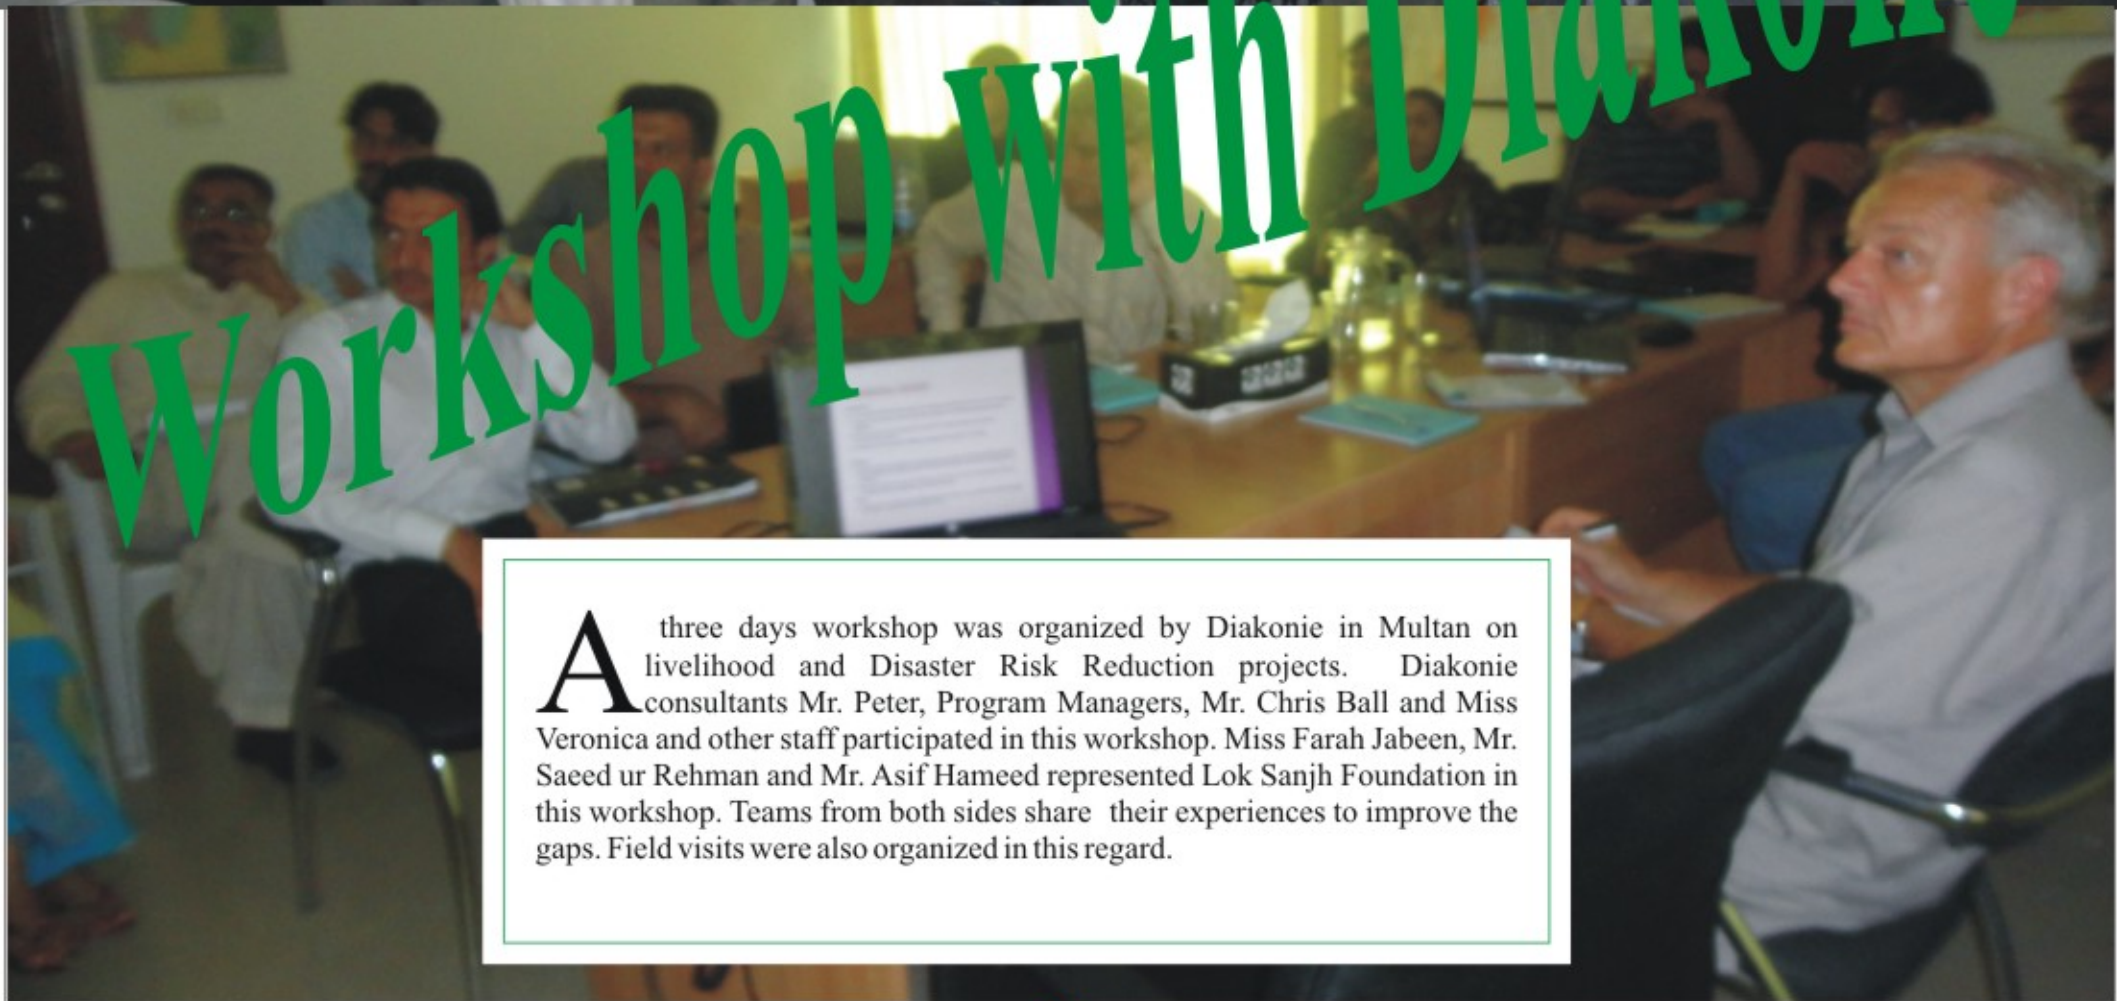 Workshop with Diakonie
A three days workshop was organized by Diakonie in Multan on
livelihood and Disaster Risk Reduction projects. Diakonie
consultants Mr. Peter, Program Managers, Mr. Chris Ball and Miss
Veronica and other staff participated in this workshop. Miss Farah Jabeen, Mr.
Saeed ur Rehman and Mr. Asif Hameed represented Lok Sanjh Foundation in
this workshop. Teams from both sides share their experiences to improve the
gaps. Field visits were also organized in this regard.